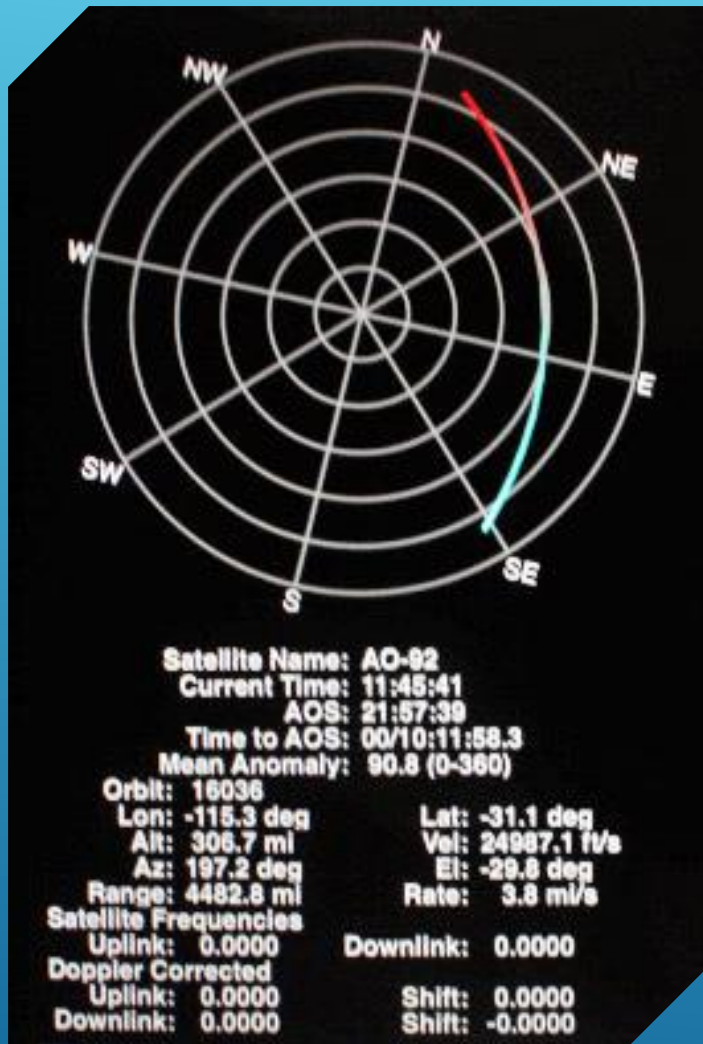 N
NW
NE
W
E
SW
SE
S
Satellite Name: AO-92
Current Time: 11:45:41
AOS: 21:57:39
Time to AOS: 00/10:11:58.3
Mean Anomaly: 90.8 (0-360)
Orbit: 16036
Lon: -115.3 deg Lat: -31.1 deg
Alt: 306.7 mi Vel: 24987.1 ft/s
Az: 197.2 deg El: -29.8 deg
Range: 4482.8 mi Rate: 3.8 mi/s
Satellite Frequencies
Uplink: 0.0000 Downlink: 0.0000
Doppler Corrected
Uplink: 0.0000 Shift: 0.0000
Downlink: 0.0000 Shift: -0.0000